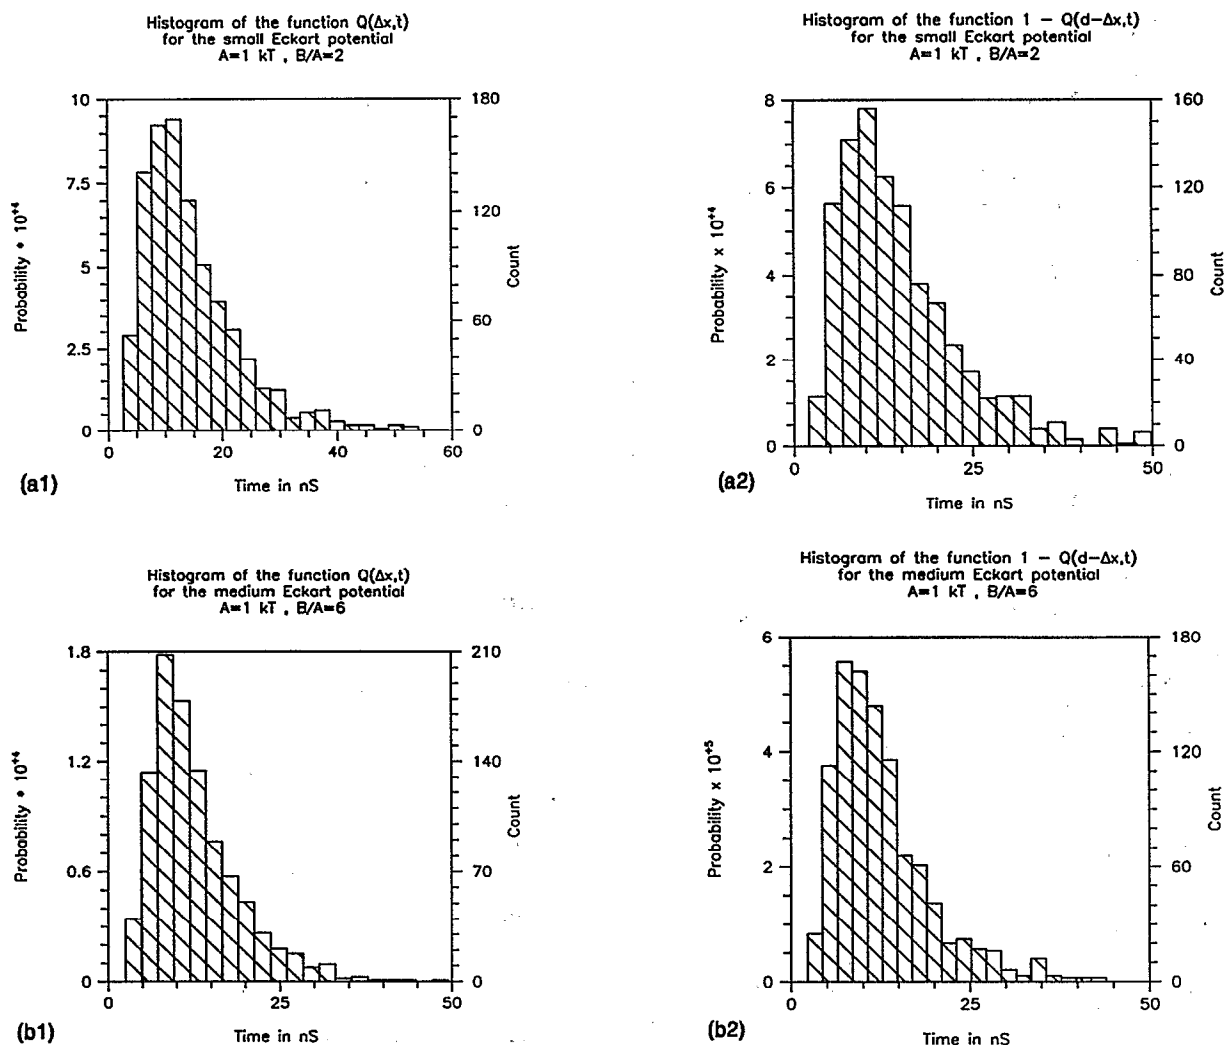 Histogram of the function Q(Δx,t)
for the small Eckart potential
A=1 kT , B/A=2
10
7.5
5
2.5
0
180
120
60
0
0
20
40
60
Probability * 10⁺⁴
Count
Time in nS
(a1)
Histogram of the function 1 − Q(d−Δx,t)
for the small Eckart potential
A=1 kT , B/A=2
8
6
4
2
0
160
120
80
40
0
0
25
50
Probability x 10⁺⁴
Count
Time in nS
(a2)
Histogram of the function Q(Δx,t)
for the medium Eckart potential
A=1 kT , B/A=6
1.8
1.2
0.6
0
210
140
70
0
0
25
50
Probability * 10⁺⁴
Count
Time in nS
(b1)
Histogram of the function 1 − Q(d−Δx,t)
for the medium Eckart potential
A=1 kT , B/A=6
6
4
2
0
180
120
60
0
0
25
50
Probability x 10⁺⁵
Count
Time in nS
(b2)